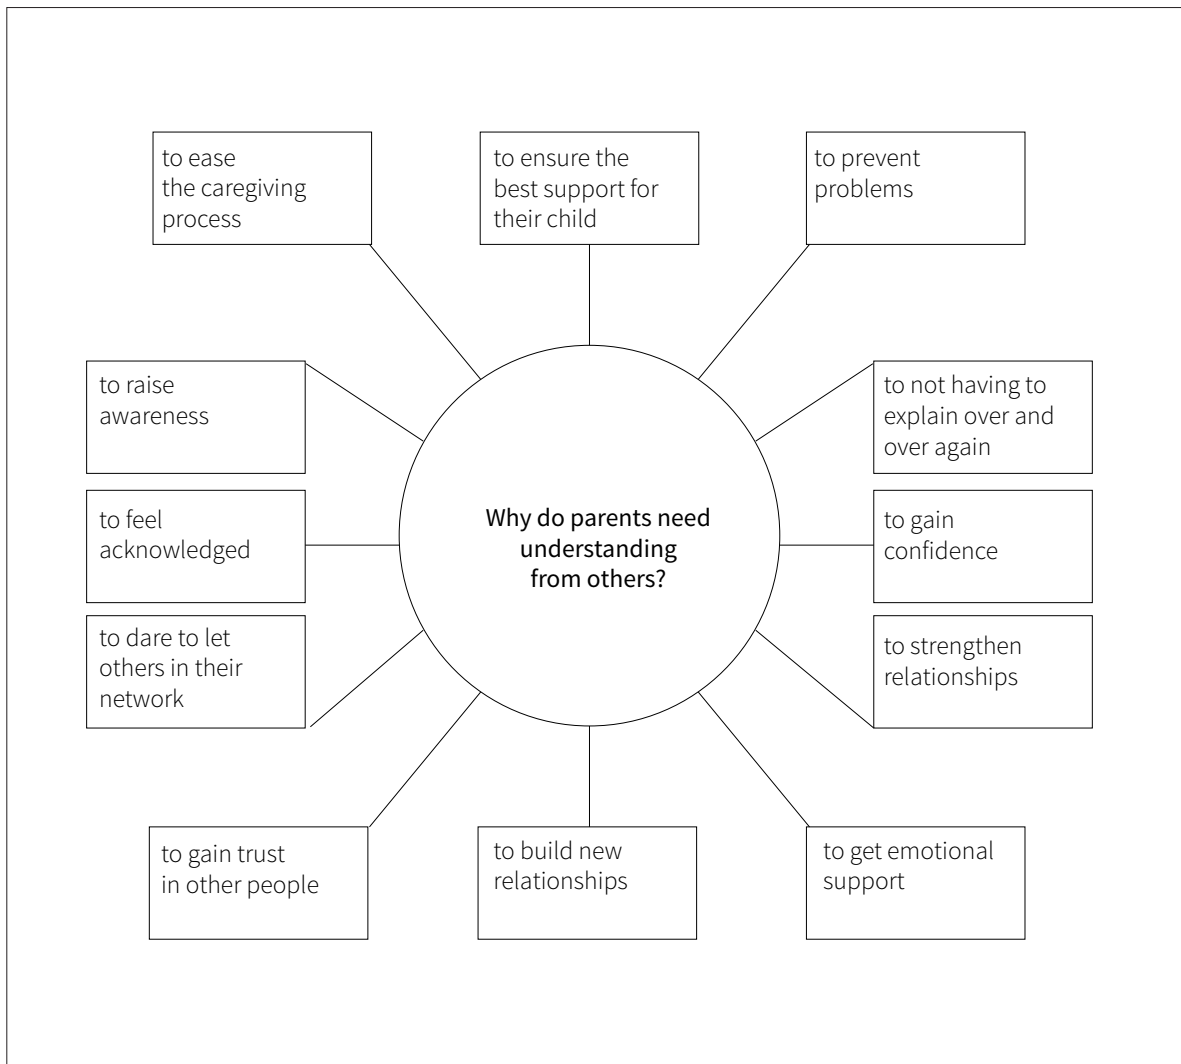 to ease
the caregiving
process
to ensure the
best support for
their child
to prevent
problems
to raise
awareness
to not having to
explain over and
over again
to feel
acknowledged
Why do parents need
understanding
from others?
to gain
confidence
to dare to let
others in their
network
to strengthen
relationships
to gain trust
in other people
to build new
relationships
to get emotional
support